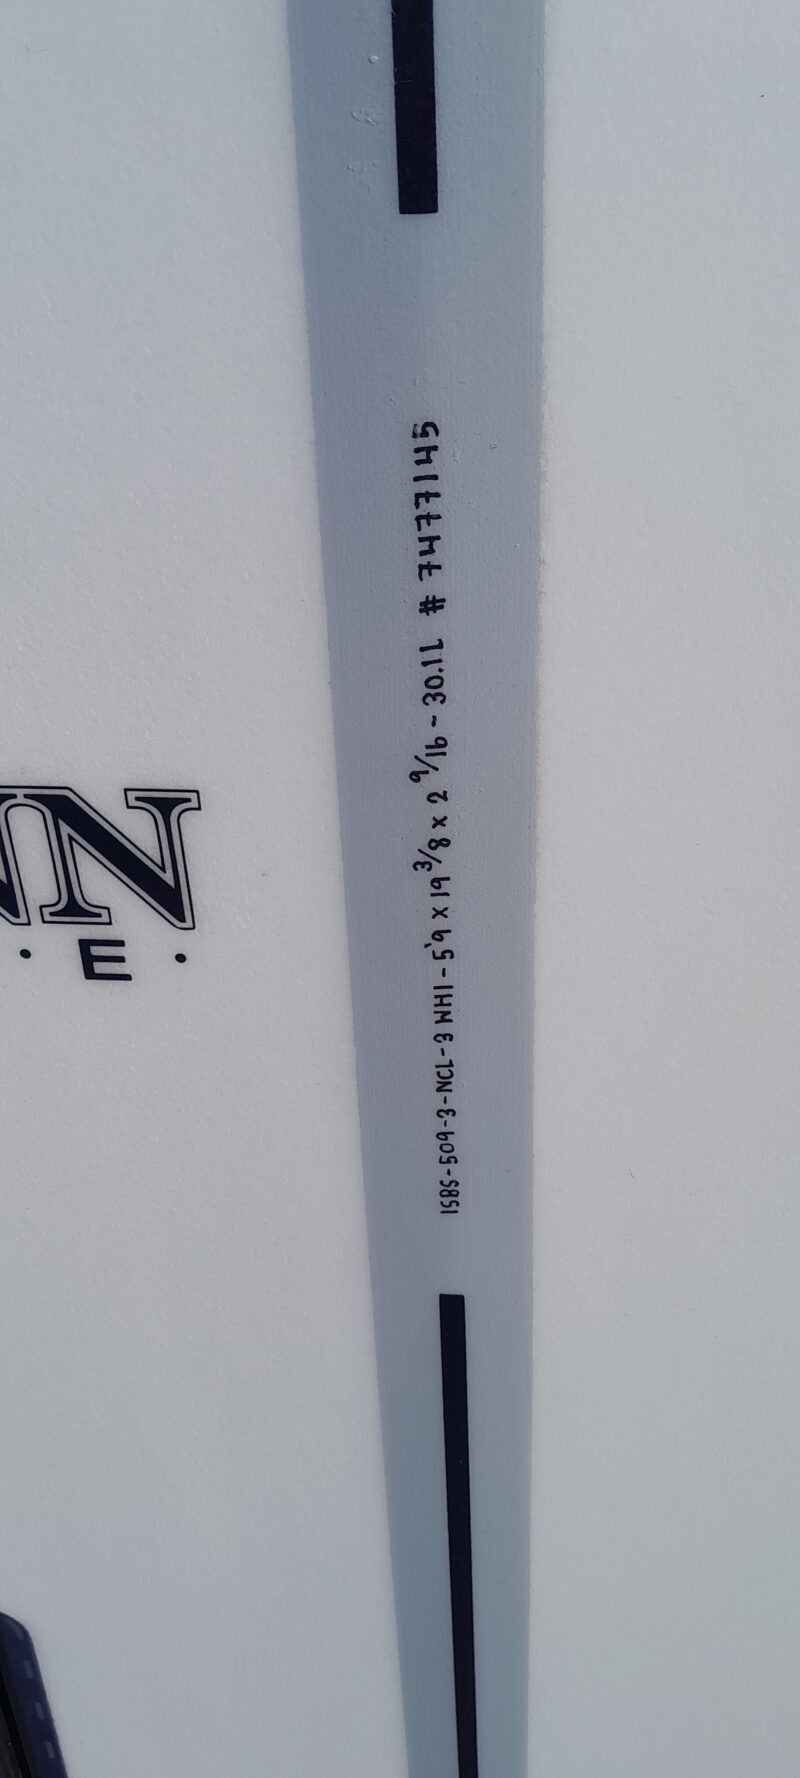 1585-509-3-NCL-3 WHI - 5'9 x 19 3/8 x 2 9/16 - 30.1L # 7477145
N
· E ·